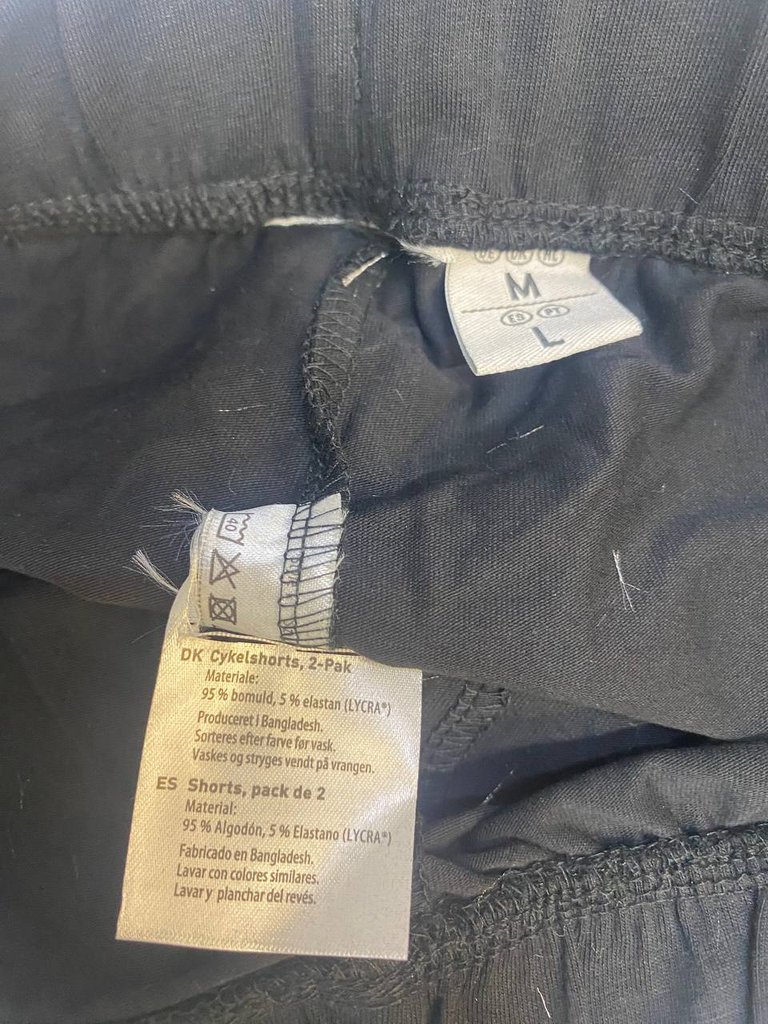 M
ES PT
L
40
DK Cykelshorts, 2-Pak
Materiale:
95 % bomuld, 5 % elastan (LYCRA®)
Produceret i Bangladesh.
Sorteres efter farve før vask.
Vaskes og stryges vendt på vrangen.
ES Shorts, pack de 2
Material:
95 % Algodón, 5 % Elastano (LYCRA®)
Fabricado en Bangladesh.
Lavar con colores similares.
Lavar y planchar del revés.